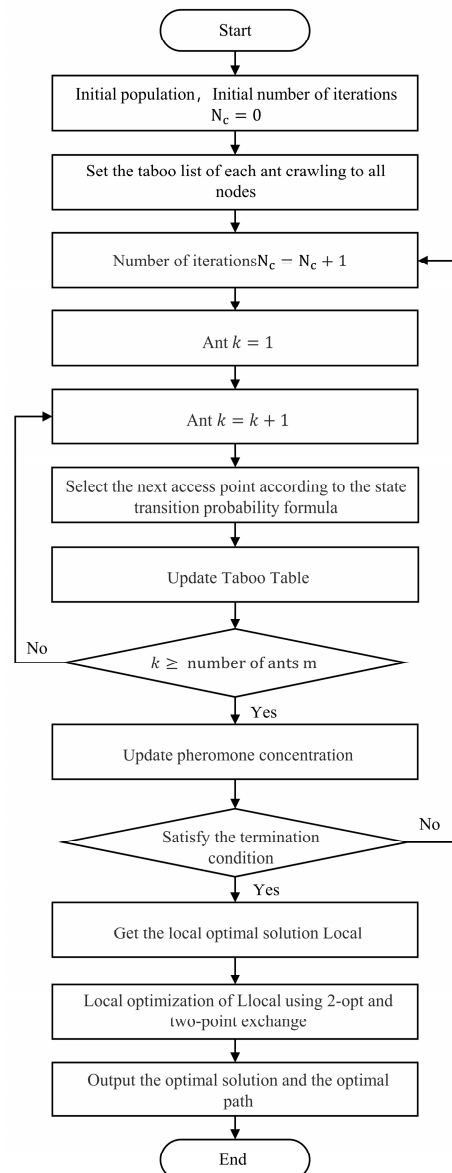 Start
Initial population, Initial number of iterations
N_c = 0
Set the taboo list of each ant crawling to all
nodes
Number of iterationsN_c − N_c + 1
Ant k = 1
Ant k = k + 1
Select the next access point according to the state
transition probability formula
Update Taboo Table
No
k ≥ number of ants m
Yes
Update pheromone concentration
Satisfy the termination
condition
No
Yes
Get the local optimal solution Local
Local optimization of Llocal using 2-opt and
two-point exchange
Output the optimal solution and the optimal
path
End